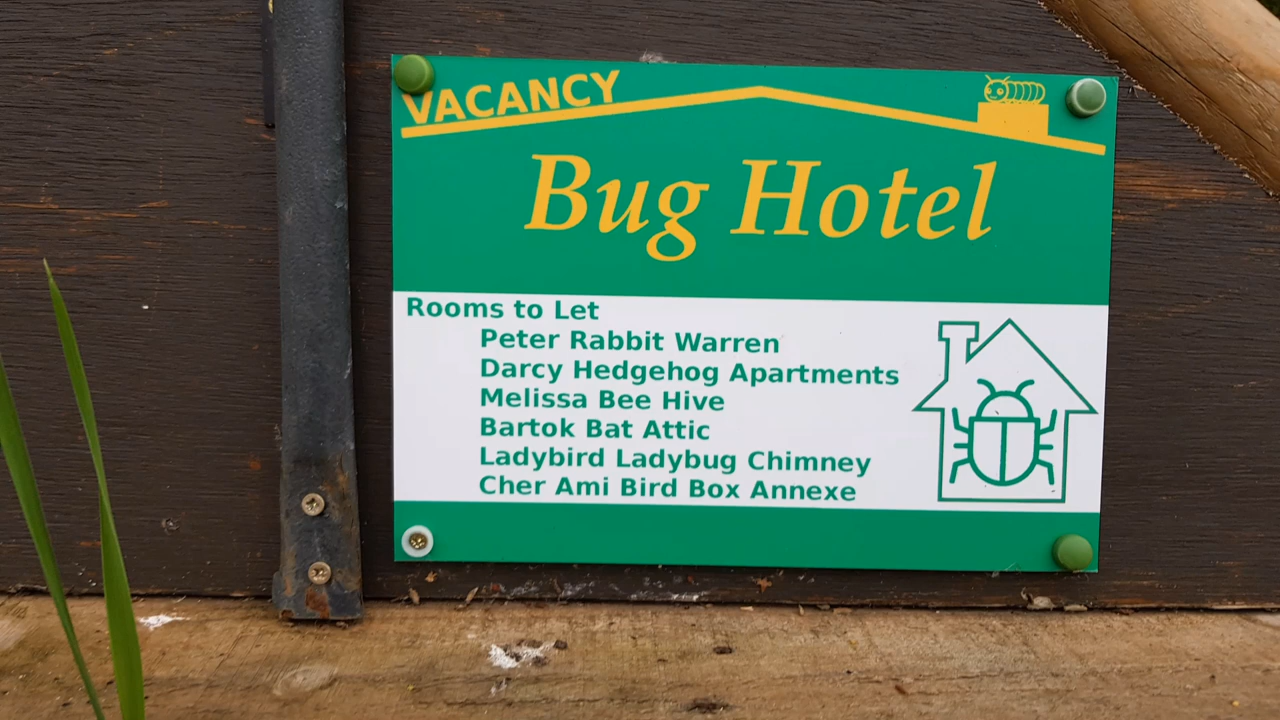 VACANCY
Bug Hotel
Rooms to Let
Peter Rabbit Warren
Darcy Hedgehog Apartments
Melissa Bee Hive
Bartok Bat Attic
Ladybird Ladybug Chimney
Cher Ami Bird Box Annexe